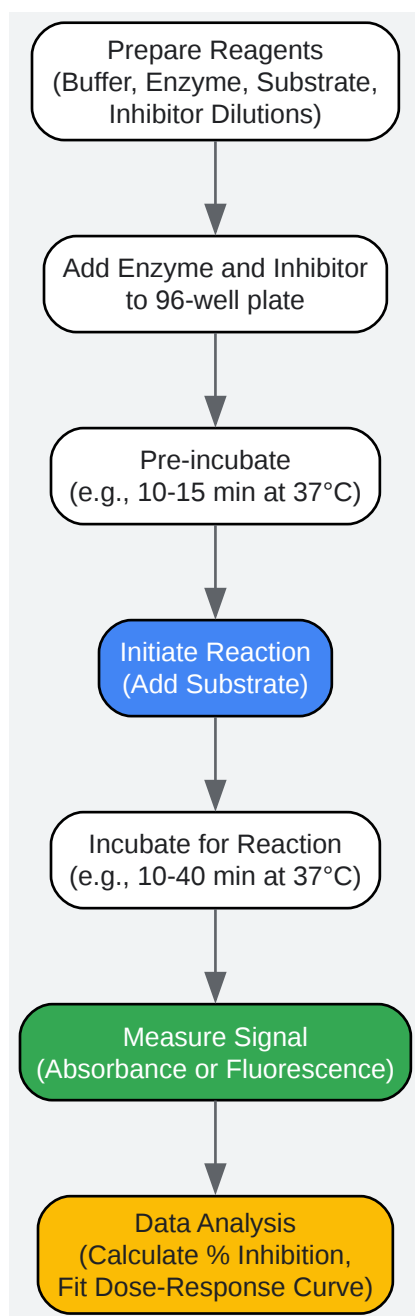 Prepare Reagents
(Buffer, Enzyme, Substrate,
Inhibitor Dilutions)
Add Enzyme and Inhibitor
to 96-well plate
Pre-incubate
(e.g., 10-15 min at 37°C)
Initiate Reaction
(Add Substrate)
Incubate for Reaction
(e.g., 10-40 min at 37°C)
Measure Signal
(Absorbance or Fluorescence)
Data Analysis
(Calculate % Inhibition,
Fit Dose-Response Curve)